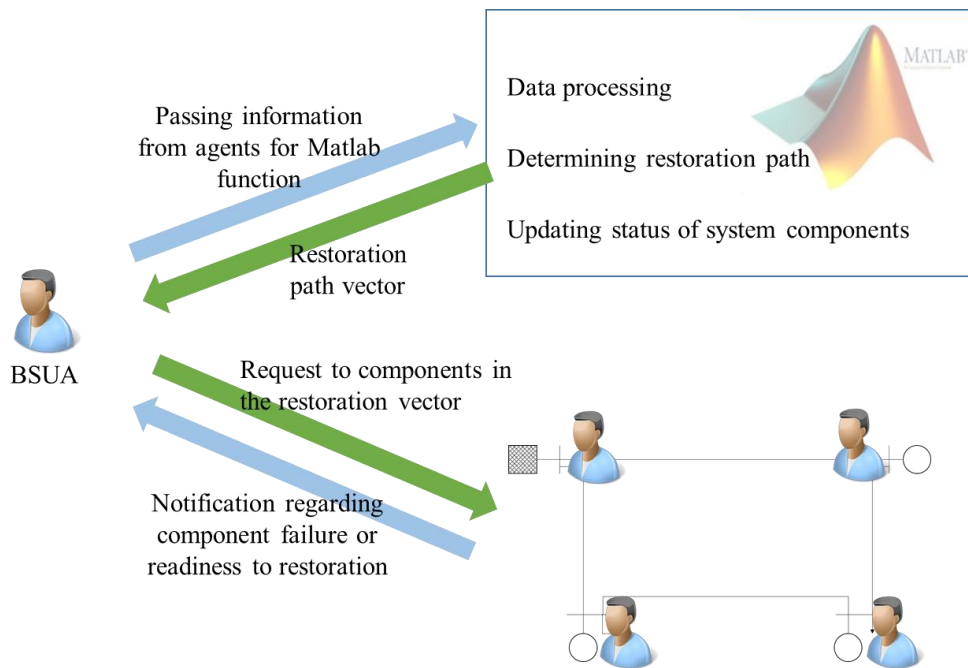 MATLAB
Data processing
Passing information
from agents for Matlab
function
Determining restoration path
Updating status of system components
Restoration
path vector
BSUA
Request to components in
the restoration vector
Notification regarding
component failure or
readiness to restoration